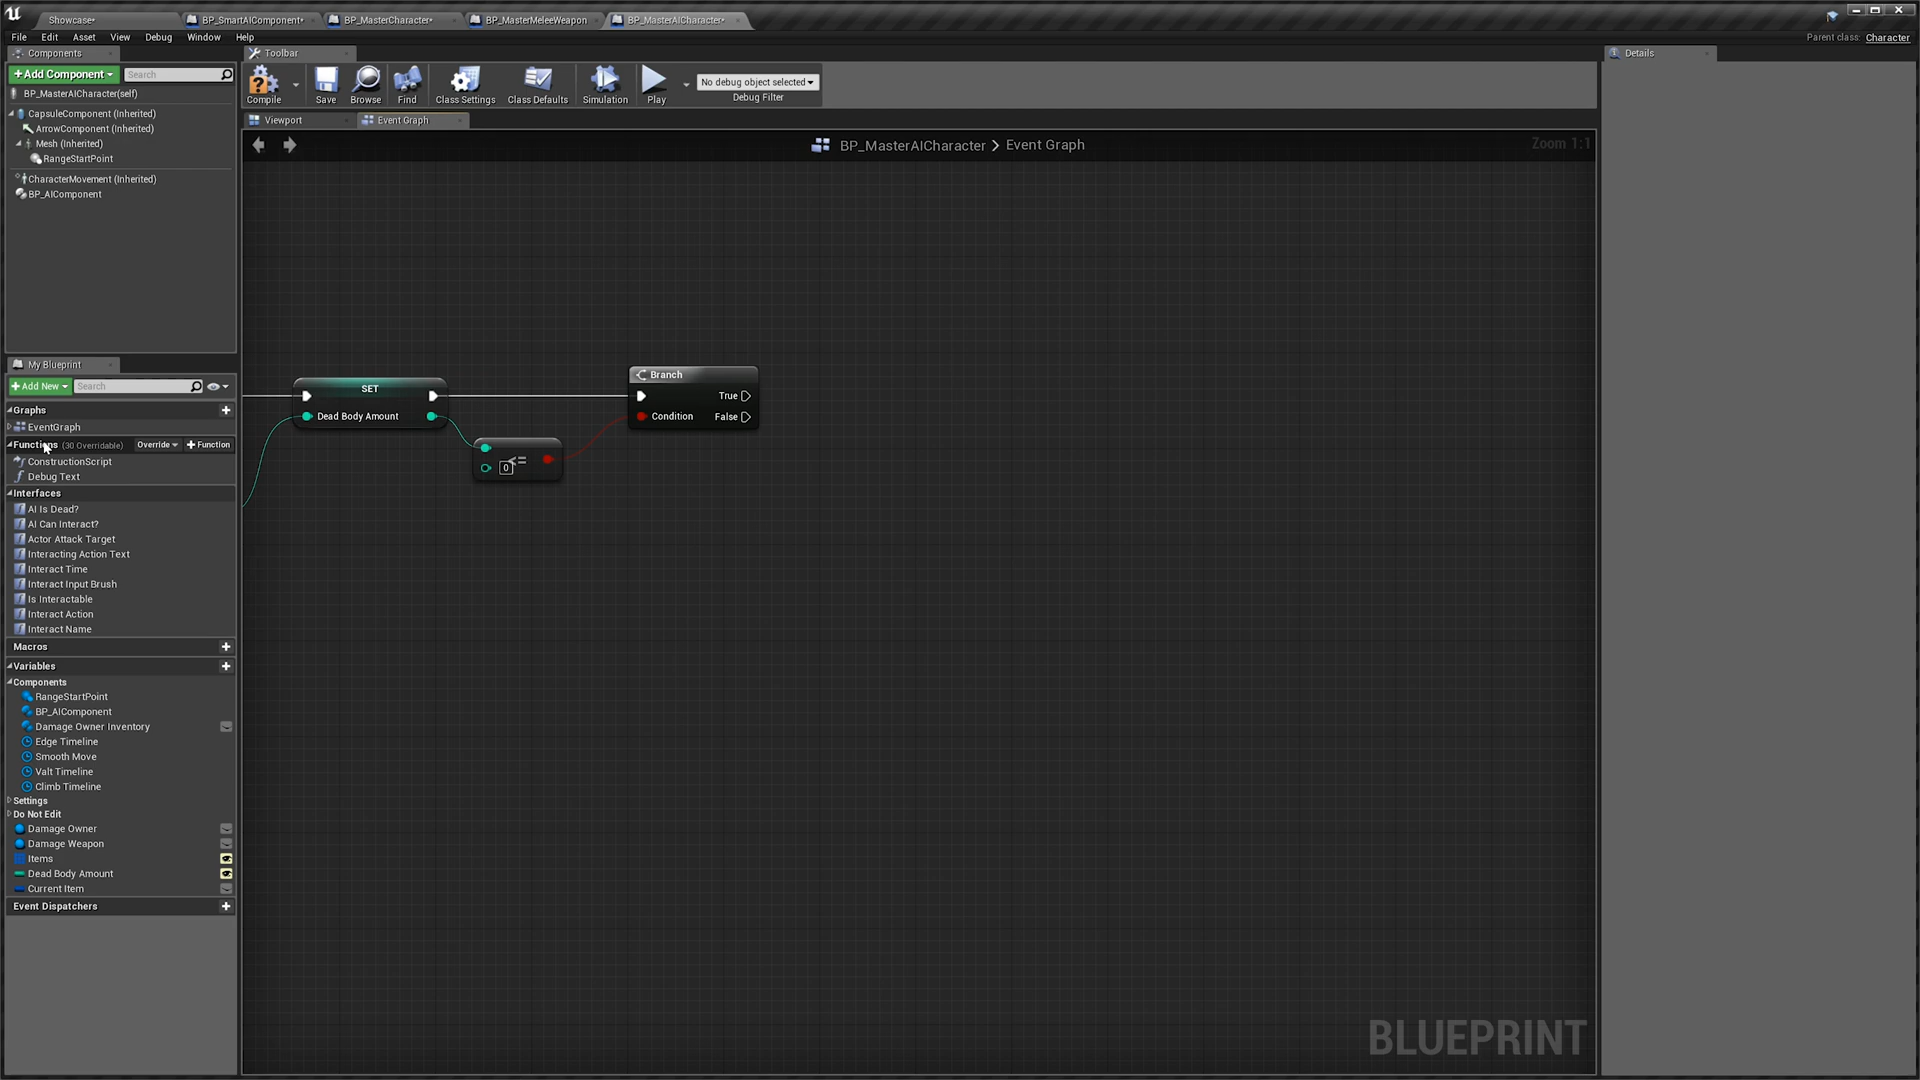 Showcase*
BP_SmartAIComponent*
BP_MasterCharacter*
BP_MasterMeleeWeapon
BP_MasterAICharacter*
File Edit Asset View Debug Window Help
Parent class: Character
Components
+Add Component
Search
BP_MasterAICharacter(self)
CapsuleComponent (Inherited)
ArrowComponent (Inherited)
Mesh (Inherited)
RangeStartPoint
CharacterMovement (Inherited)
BP_AIComponent
Toolbar
Compile
Save
Browse
Find
Class Settings
Class Defaults
Simulation
Play
No debug object selected
Debug Filter
Viewport
Event Graph
BP_MasterAICharacter > Event Graph
Zoom 1:1
Details
SET
Dead Body Amount
0
<=
Branch
True
Condition
False
My Blueprint
+Add New
Search
Graphs
EventGraph
Functions (30 Overridable) Override + Function
ConstructionScript
Debug Text
Interfaces
AI Is Dead?
AI Can Interact?
Actor Attack Target
Interacting Action Text
Interact Time
Interact Input Brush
Is Interactable
Interact Action
Interact Name
Macros
Variables
Components
RangeStartPoint
BP_AIComponent
Damage Owner Inventory
Edge Timeline
Smooth Move
Valt Timeline
Climb Timeline
Settings
Do Not Edit
Damage Owner
Damage Weapon
Items
Dead Body Amount
Current Item
Event Dispatchers
BLUEPRINT